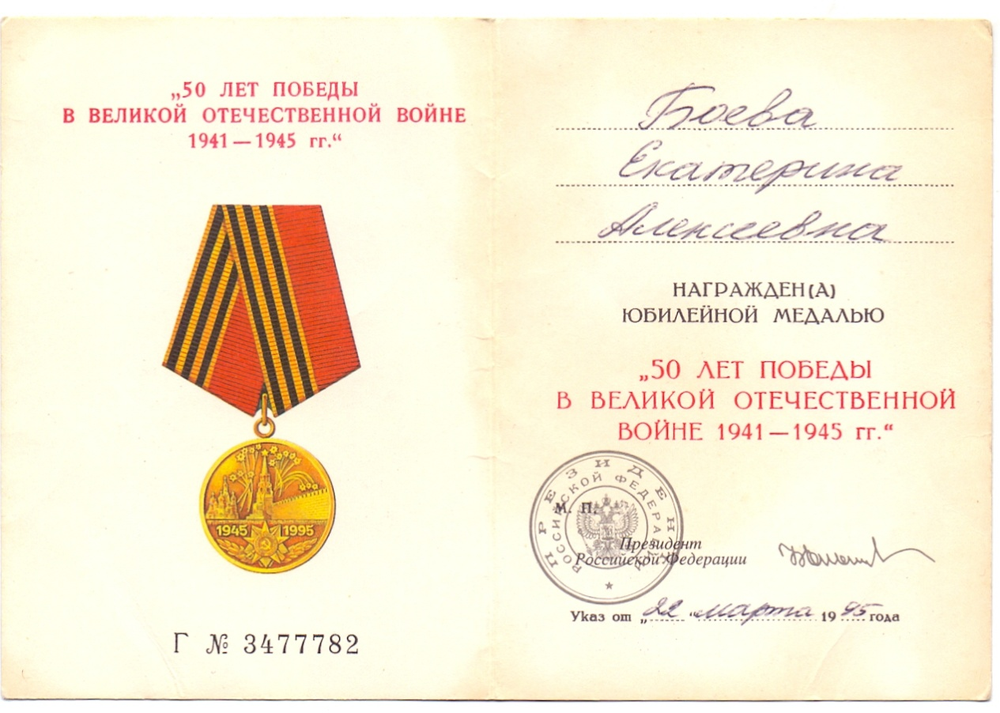 „50 ЛЕТ ПОБЕДЫ
В ВЕЛИКОЙ ОТЕЧЕСТВЕННОЙ ВОЙНЕ
1941—1945 гг.“
1945 1995
Г № 3477782
Боева
Екатерина
Алексеевна
НАГРАЖДЕН(А)
ЮБИЛЕЙНОЙ МЕДАЛЬЮ
„50 ЛЕТ ПОБЕДЫ
В ВЕЛИКОЙ ОТЕЧЕСТВЕННОЙ
ВОЙНЕ 1941—1945 гг.“
ПРЕЗИДЕНТ
РОССИЙСКОЙ ФЕДЕРАЦИИ
М. П.
Президент
Российской Федерации
Указ от „22“ марта 1995 года